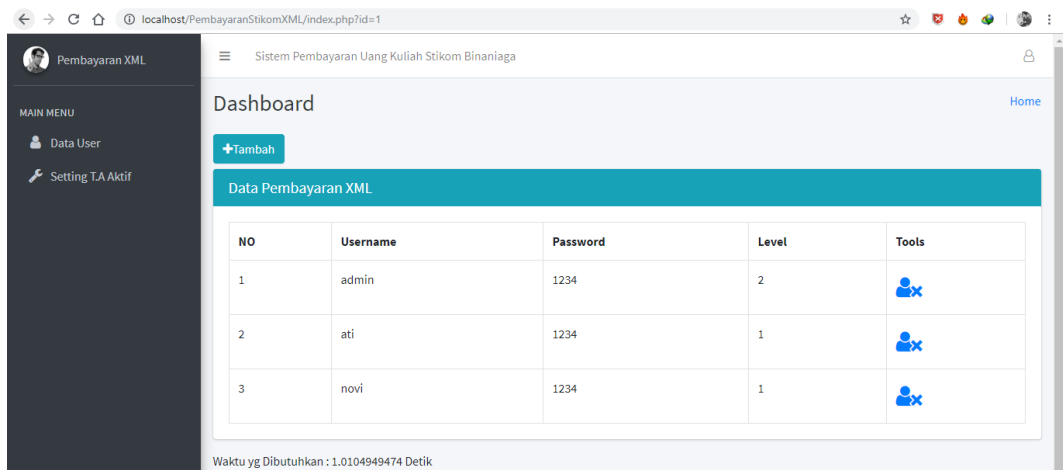 localhost/PembayaranStikomXML/index.php?id=1
Pembayaran XML
Sistem Pembayaran Uang Kuliah Stikom Binaniaga
MAIN MENU
Data User
Setting T.A Aktif
Dashboard
Home
+Tambah
Data Pembayaran XML
NO Username Password Level Tools
1 admin 1234 2
2 ati 1234 1
3 novi 1234 1
Waktu yg Dibutuhkan : 1.0104949474 Detik